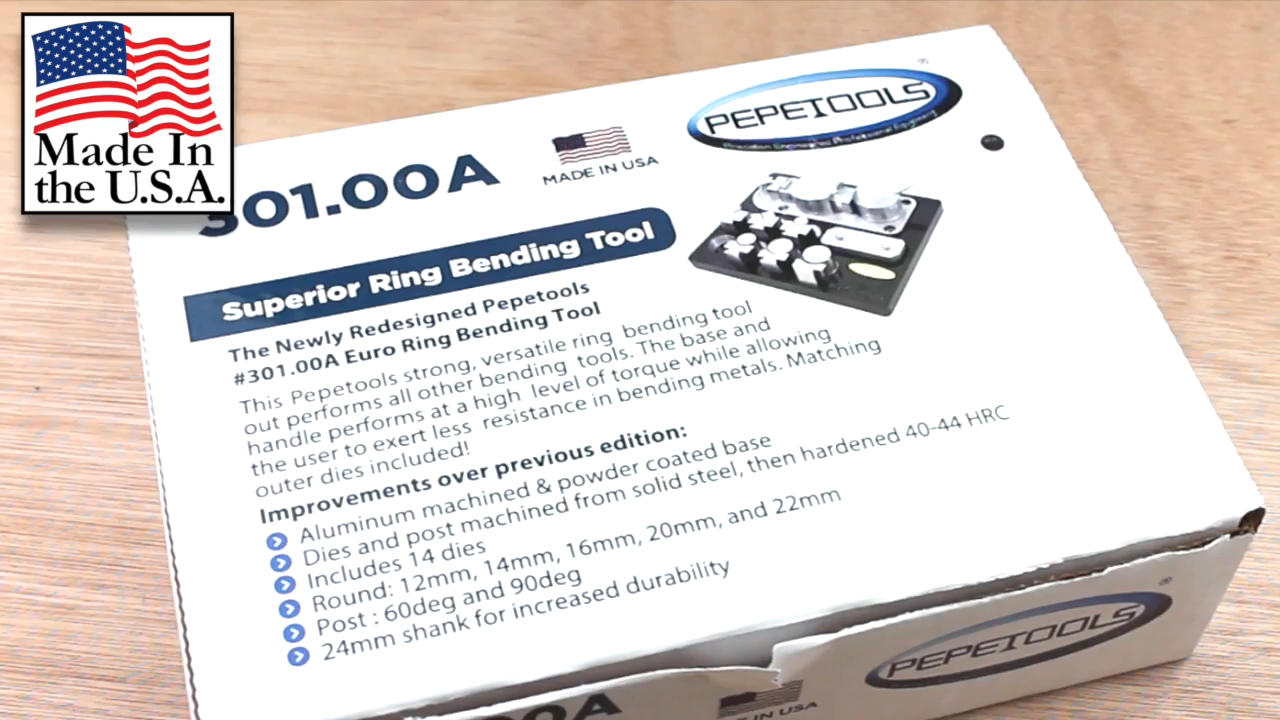 Made In
the U.S.A.
301.00A
MADE IN USA
PEPETOOLS
®
Precision Engineered Professional Equipment
Superior Ring Bending Tool
The Newly Redesigned Pepetools
#301.00A Euro Ring Bending Tool
This Pepetools strong, versatile ring bending tool
out performs all other bending tools. The base and
handle performs at a high level of torque while allowing
the user to exert less resistance in bending metals. Matching
outer dies included!
Improvements over previous edition:
Aluminum machined & powder coated base
Dies and post machined from solid steel, then hardened 40-44 HRC
Includes 14 dies
Round: 12mm, 14mm, 16mm, 20mm, and 22mm
Post : 60deg and 90deg
24mm shank for increased durability
PEPETOOLS
®
MADE IN USA